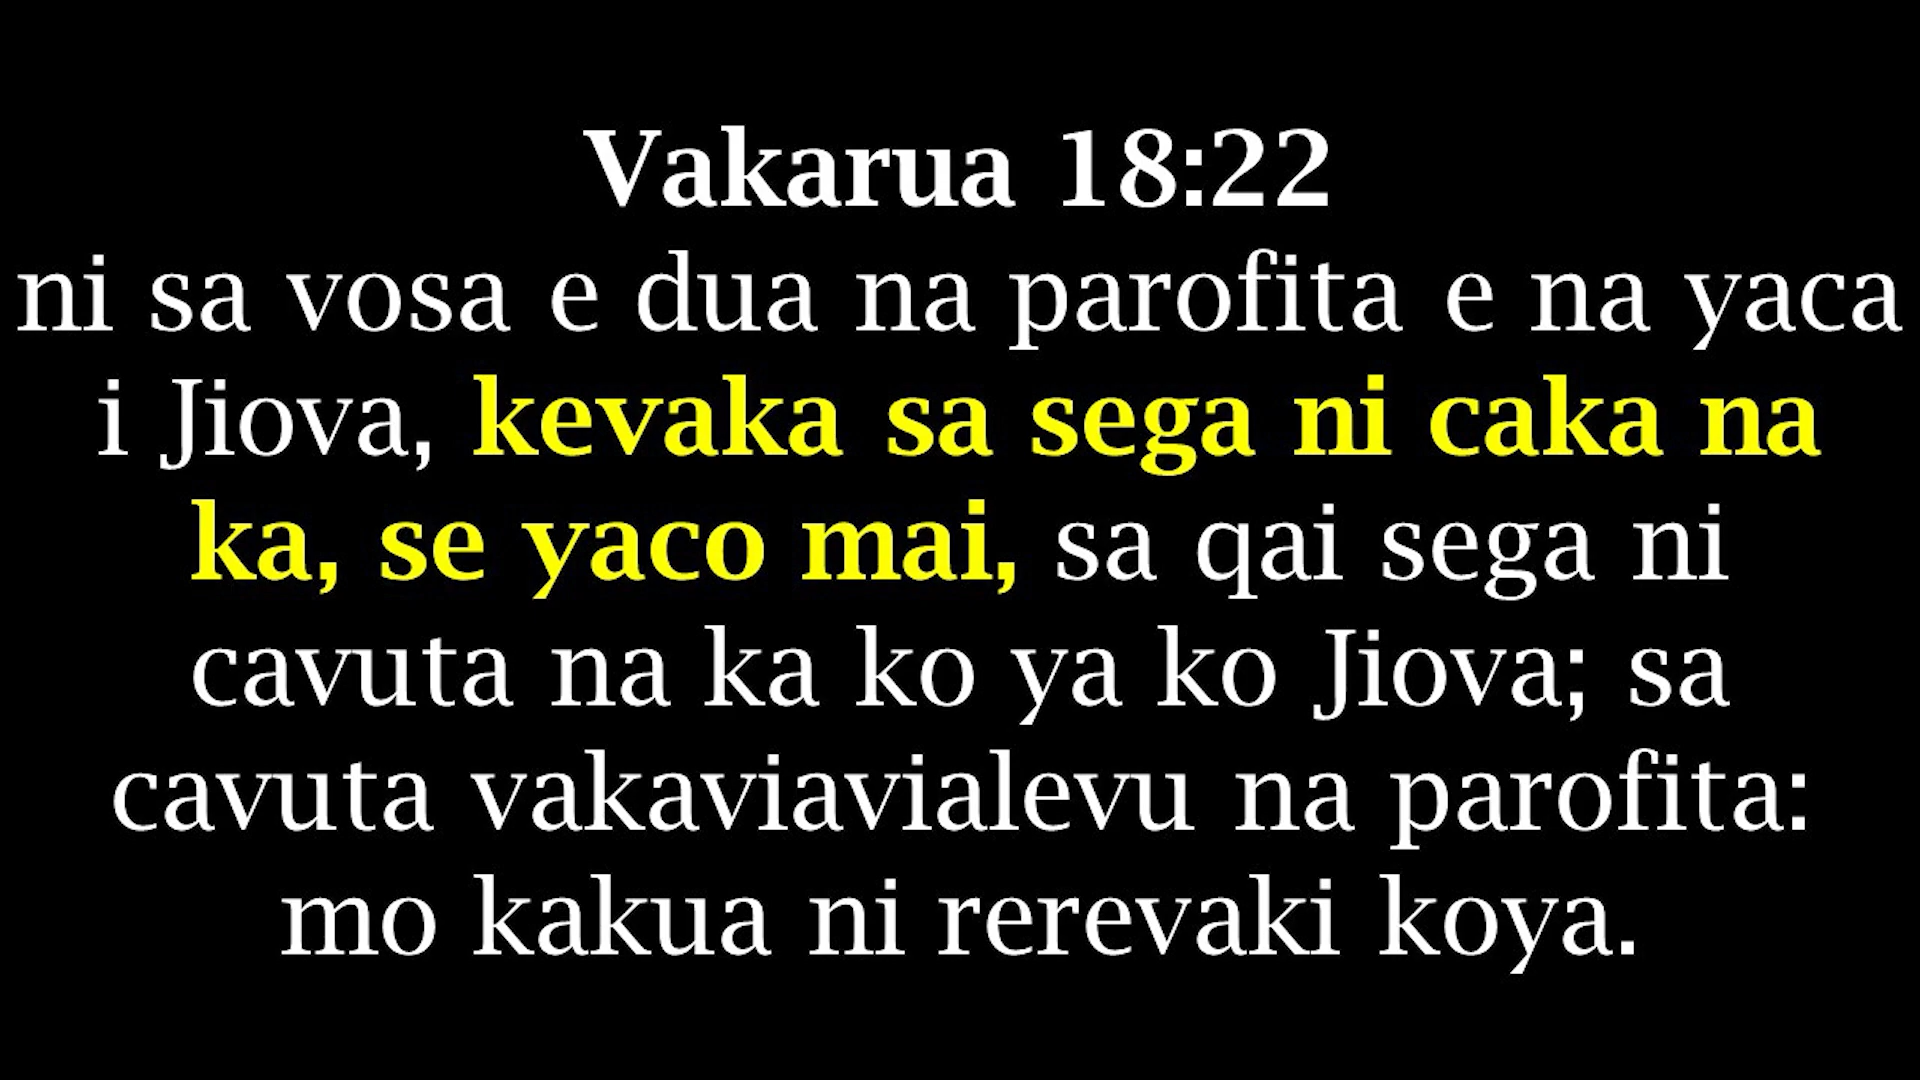 Vakarua 18:22
ni sa vosa e dua na parofita e na yaca
i Jiova, kevaka sa sega ni caka na
ka, se yaco mai, sa qai sega ni
cavuta na ka ko ya ko Jiova; sa
cavuta vakaviavialevu na parofita:
mo kakua ni rerevaki koya.